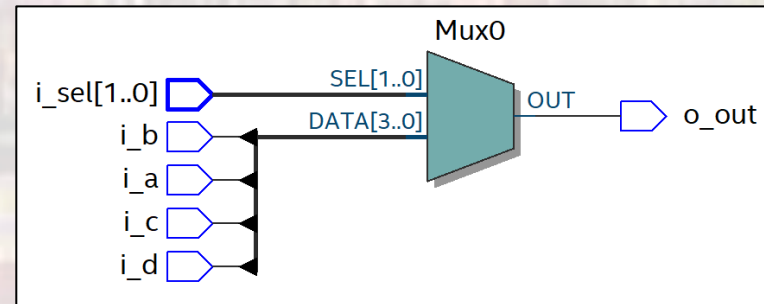 Mux0
i_sel[1..0] SEL[1..0]
OUT
o_out
i_b DATA[3..0]
i_a
i_c
i_d